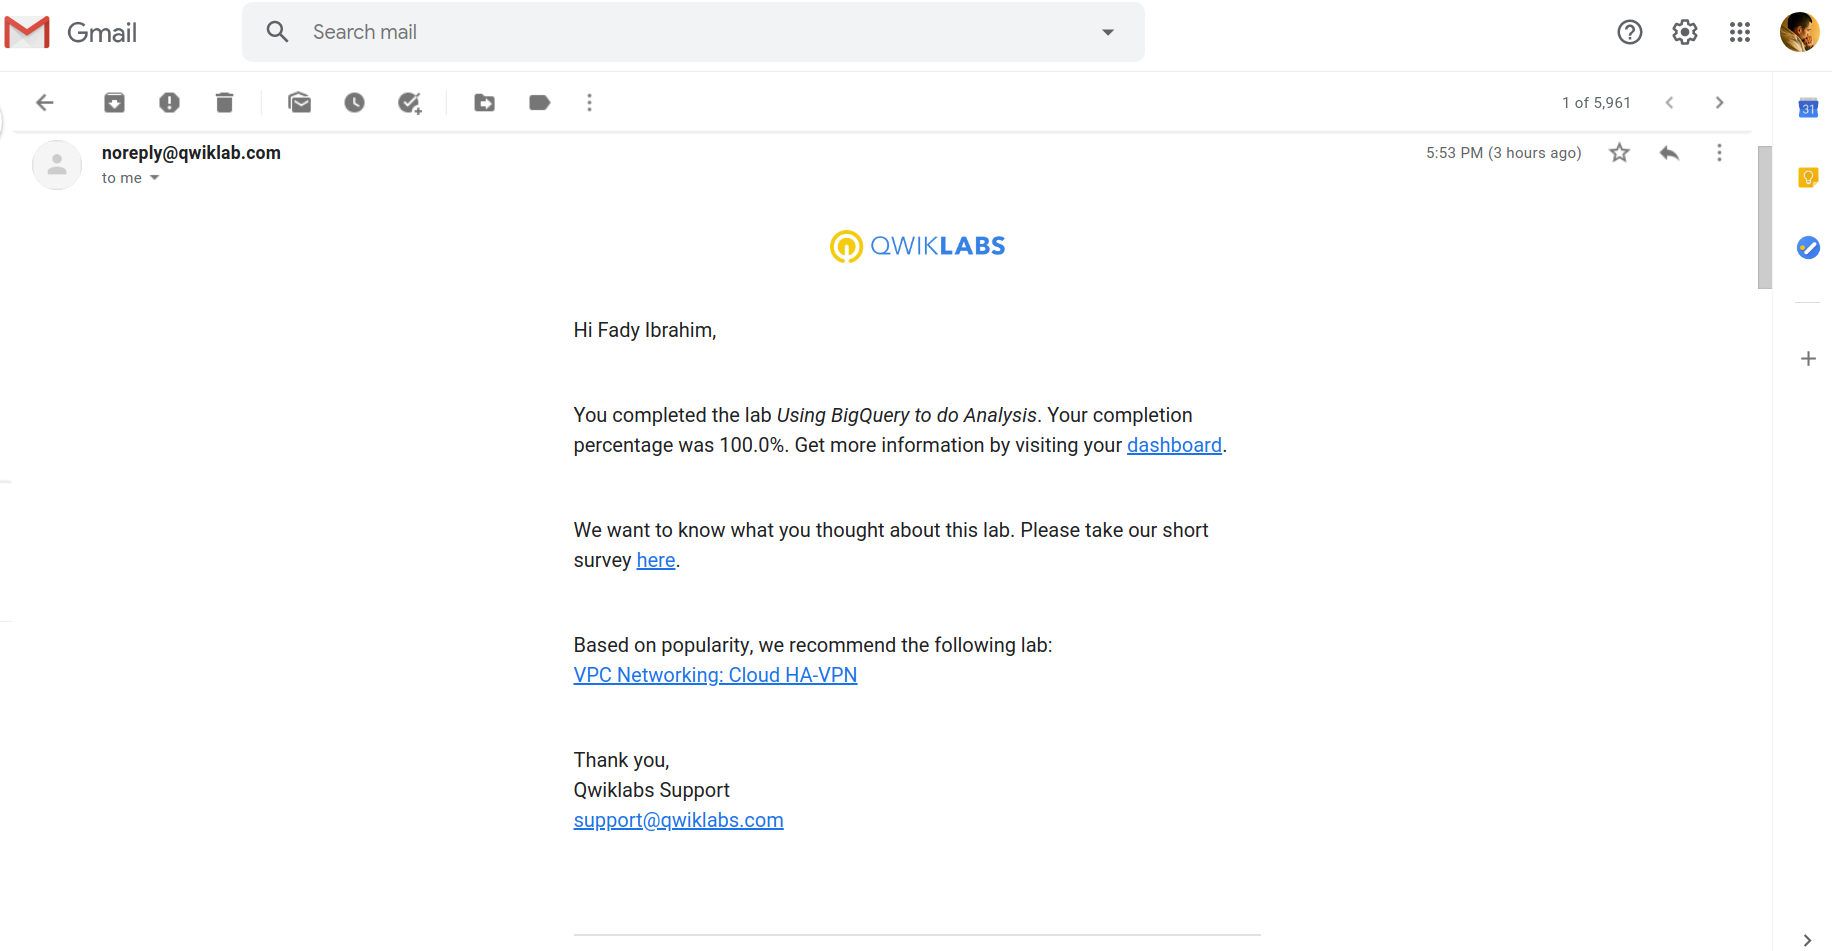 Gmail
Search mail
1 of 5,961
31
noreply@qwiklab.com
5:53 PM (3 hours ago)
to me
QWIKLABS
Hi Fady Ibrahim,
You completed the lab Using BigQuery to do Analysis. Your completion
percentage was 100.0%. Get more information by visiting your dashboard.
We want to know what you thought about this lab. Please take our short
survey here.
Based on popularity, we recommend the following lab:
VPC Networking: Cloud HA-VPN
Thank you,
Qwiklabs Support
support@qwiklabs.com